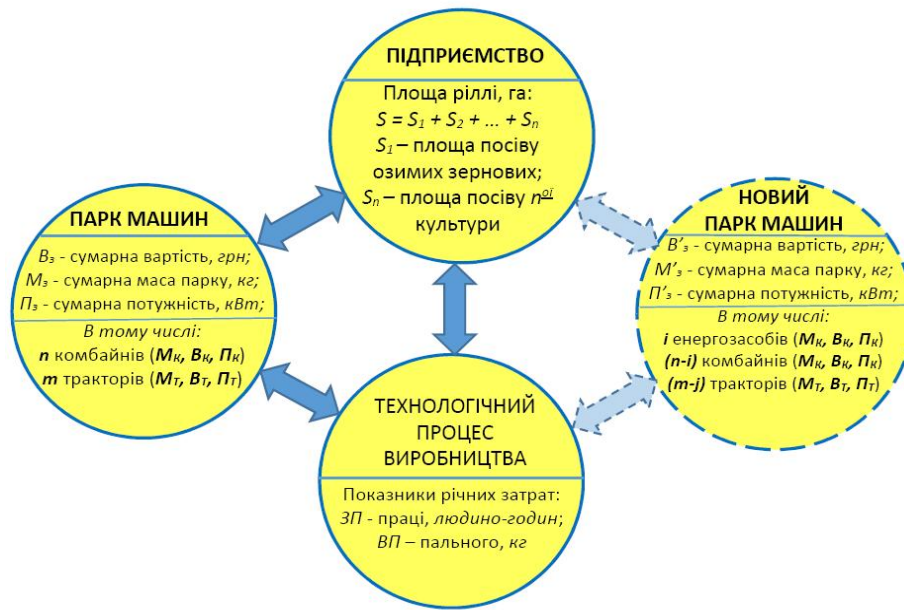 ПІДПРИЄМСТВО
Площа ріллі, га:
S = S₁ + S₂ + ... + Sₙ
S₁ – площа посіву
озимих зернових;
Sₙ – площа посіву nᵒⁱ
культури
ПАРК МАШИН
Вз - сумарна вартість, грн;
Мз - сумарна маса парку, кг;
Пз - сумарна потужність, кВт;
В тому числі:
n комбайнів (МК, ВК, ПК)
m тракторів (МТ, ВТ, ПТ)
НОВИЙ
ПАРК МАШИН
В’з - сумарна вартість, грн;
М’з - сумарна маса парку, кг;
П’з - сумарна потужність, кВт;
В тому числі:
i енергозасобів (МК, ВК, ПК)
(n-i) комбайнів (МК, ВК, ПК)
(m-j) тракторів (МТ, ВТ, ПТ)
ТЕХНОЛОГІЧНИЙ
ПРОЦЕС
ВИРОБНИЦТВА
Показники річних затрат:
ЗП - праці, людино-годин;
ВП – пального, кг